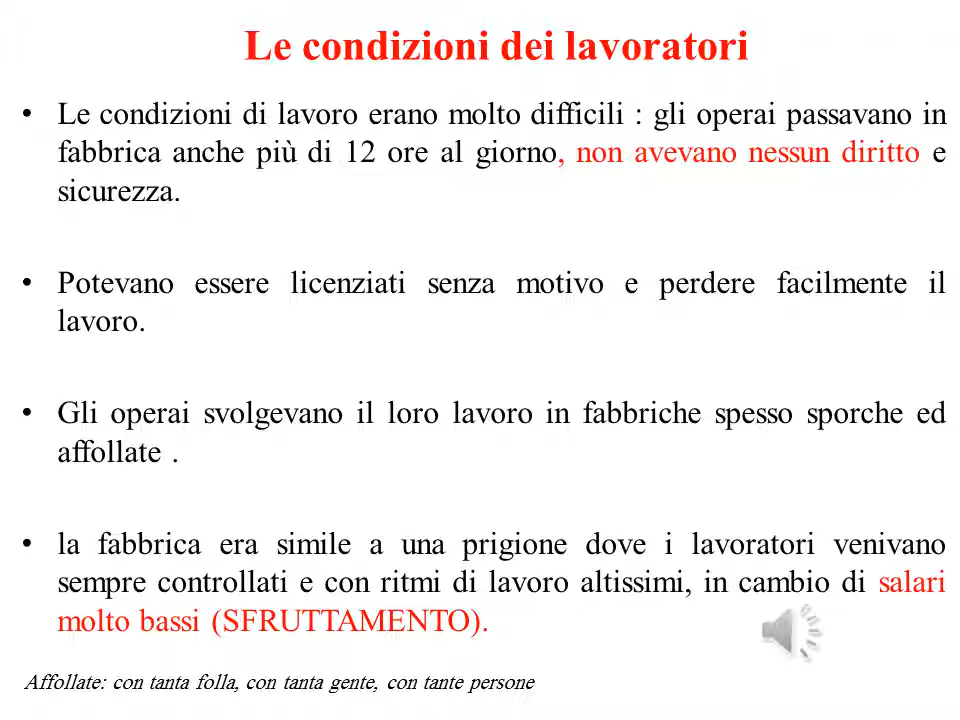 Le condizioni dei lavoratori
• Le condizioni di lavoro erano molto difficili : gli operai passavano in
fabbrica anche più di 12 ore al giorno, non avevano nessun diritto e
sicurezza.
• Potevano essere licenziati senza motivo e perdere facilmente il
lavoro.
• Gli operai svolgevano il loro lavoro in fabbriche spesso sporche ed
affollate .
• la fabbrica era simile a una prigione dove i lavoratori venivano
sempre controllati e con ritmi di lavoro altissimi, in cambio di salari
molto bassi (SFRUTTAMENTO).
Affollate: con tanta folla, con tanta gente, con tante persone